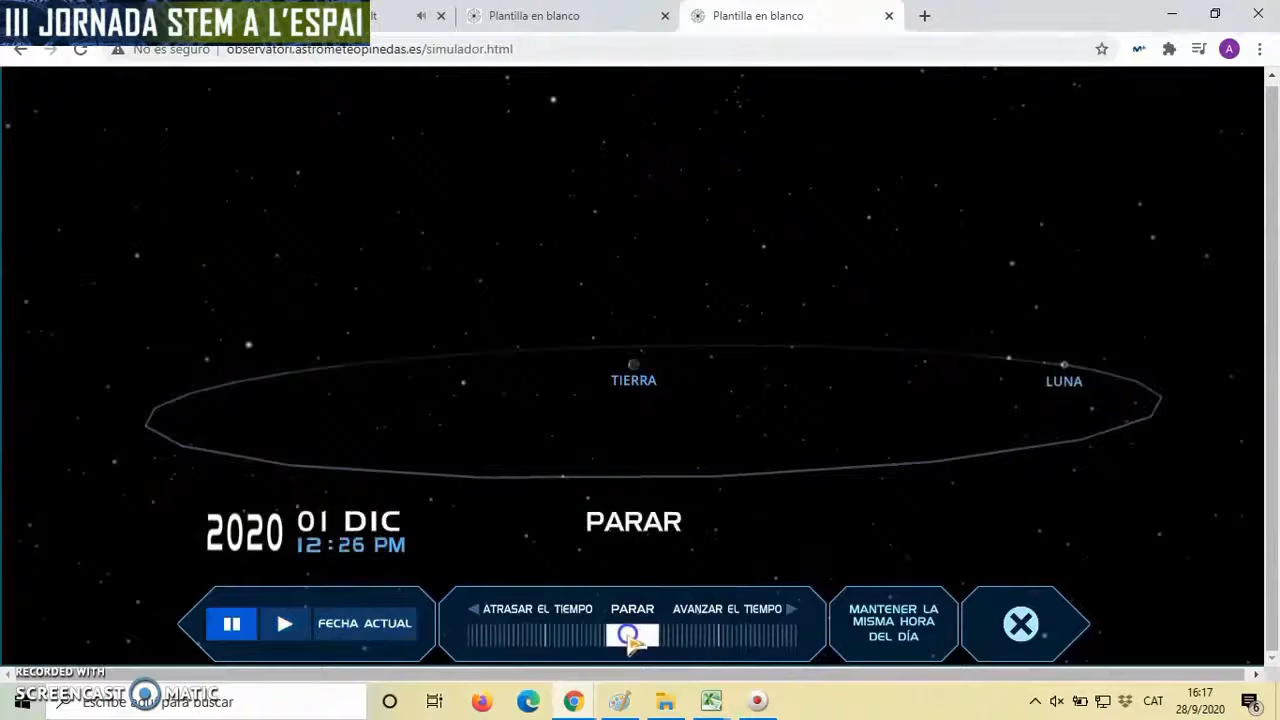 III JORNADA STEM A L'ESPAI
Plantilla en blanco
Plantilla en blanco
No es seguro
observatori.astrometeopinedas.es/simulador.html
M+
A
TIERRA
LUNA
2020 01 DIC
12:26 PM
PARAR
FECHA ACTUAL
ATRASAR EL TIEMPO
PARAR
AVANZAR EL TIEMPO
MANTENER LA
MISMA HORA
DEL DÍA
RECORDED WITH
SCREENCAST MATIC
Escribe aquí para buscar
CAT
16:17
28/9/2020
6